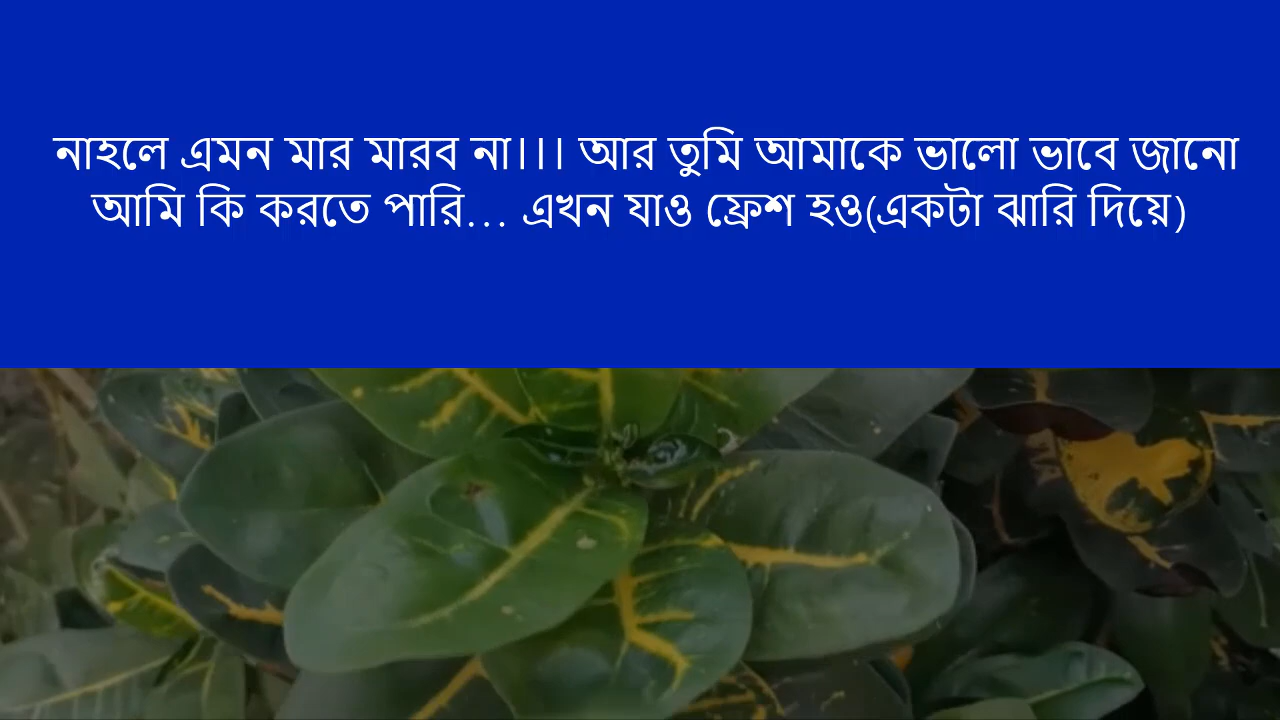 নাহলে এমন মার মারব না।।। আর তুমি আমাকে ভালো ভাবে জানো
আমি কি করতে পারি... এখন যাও ফ্রেশ হও(একটা ঝারি দিয়ে)